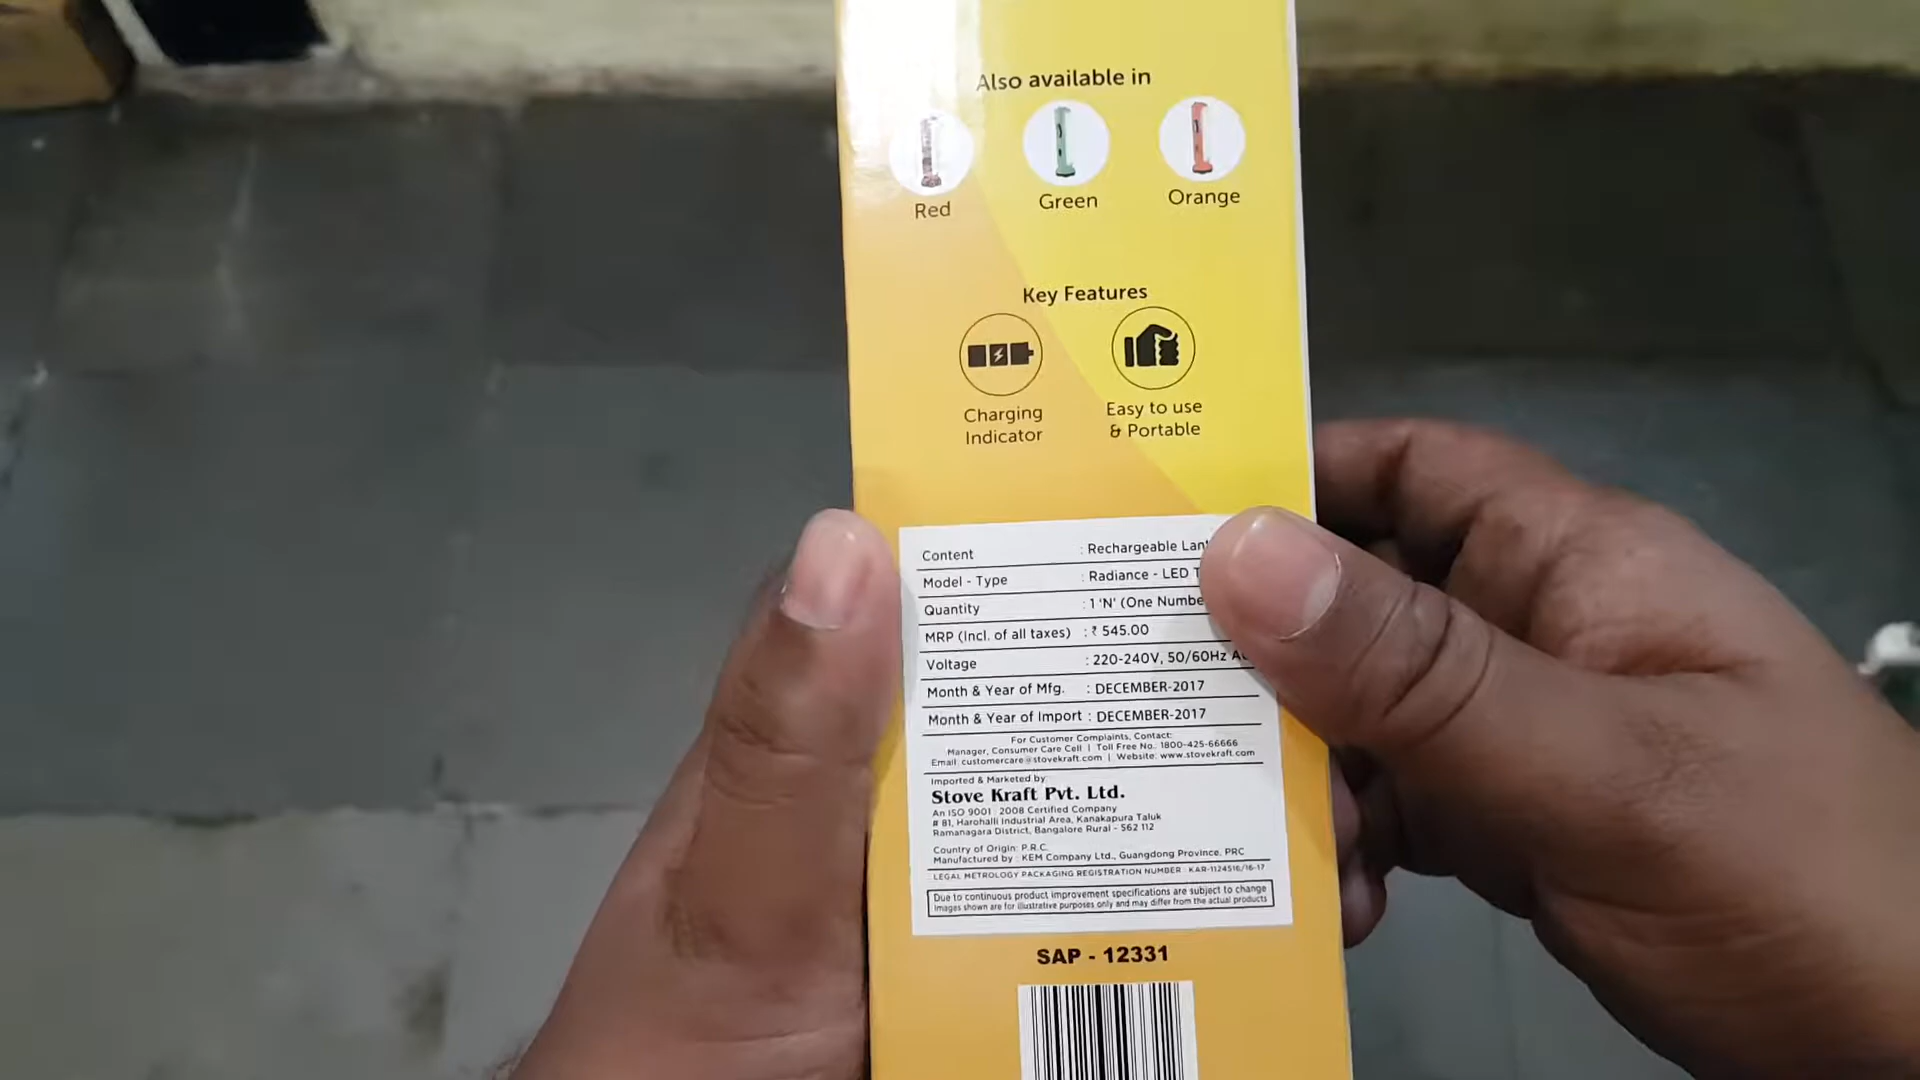 Also available in
Red Green Orange
Key Features
Charging Indicator
Easy to use & Portable
Content : Rechargeable
Model - Type : Radiance - LED
Quantity : 1 'N' (One
MRP (Incl. of all taxes) : ₹ 545.00
Voltage : 220-240V, 50/60Hz
Month & Year of Mfg. : DECEMBER-2017
Month & Year of Import : DECEMBER-2017
For Customer Complaints, Contact:
Manager, Consumer Care Cell | Toll Free No.: 1800-425-66666
Email: customercare@stovekraft.com | Website: www.stovekraft.com
Imported & Marketed by
Stove Kraft Pvt. Ltd.
An ISO 9001 : 2008 Certified Company
# 81, Harohalli Industrial Area, Kanakapura Taluk
Ramanagara District, Bangalore Rural - 562 112
Country of Origin: P.R.C.
Manufactured by : KEM Company Ltd., Guangdong Province, PRC
LEGAL METROLOGY PACKAGING REGISTRATION NUMBER : KAR-1124516/16-17
Due to continuous product improvement specifications are subject to change
Images shown are for illustrative purposes only and may differ from the actual products
SAP - 12331